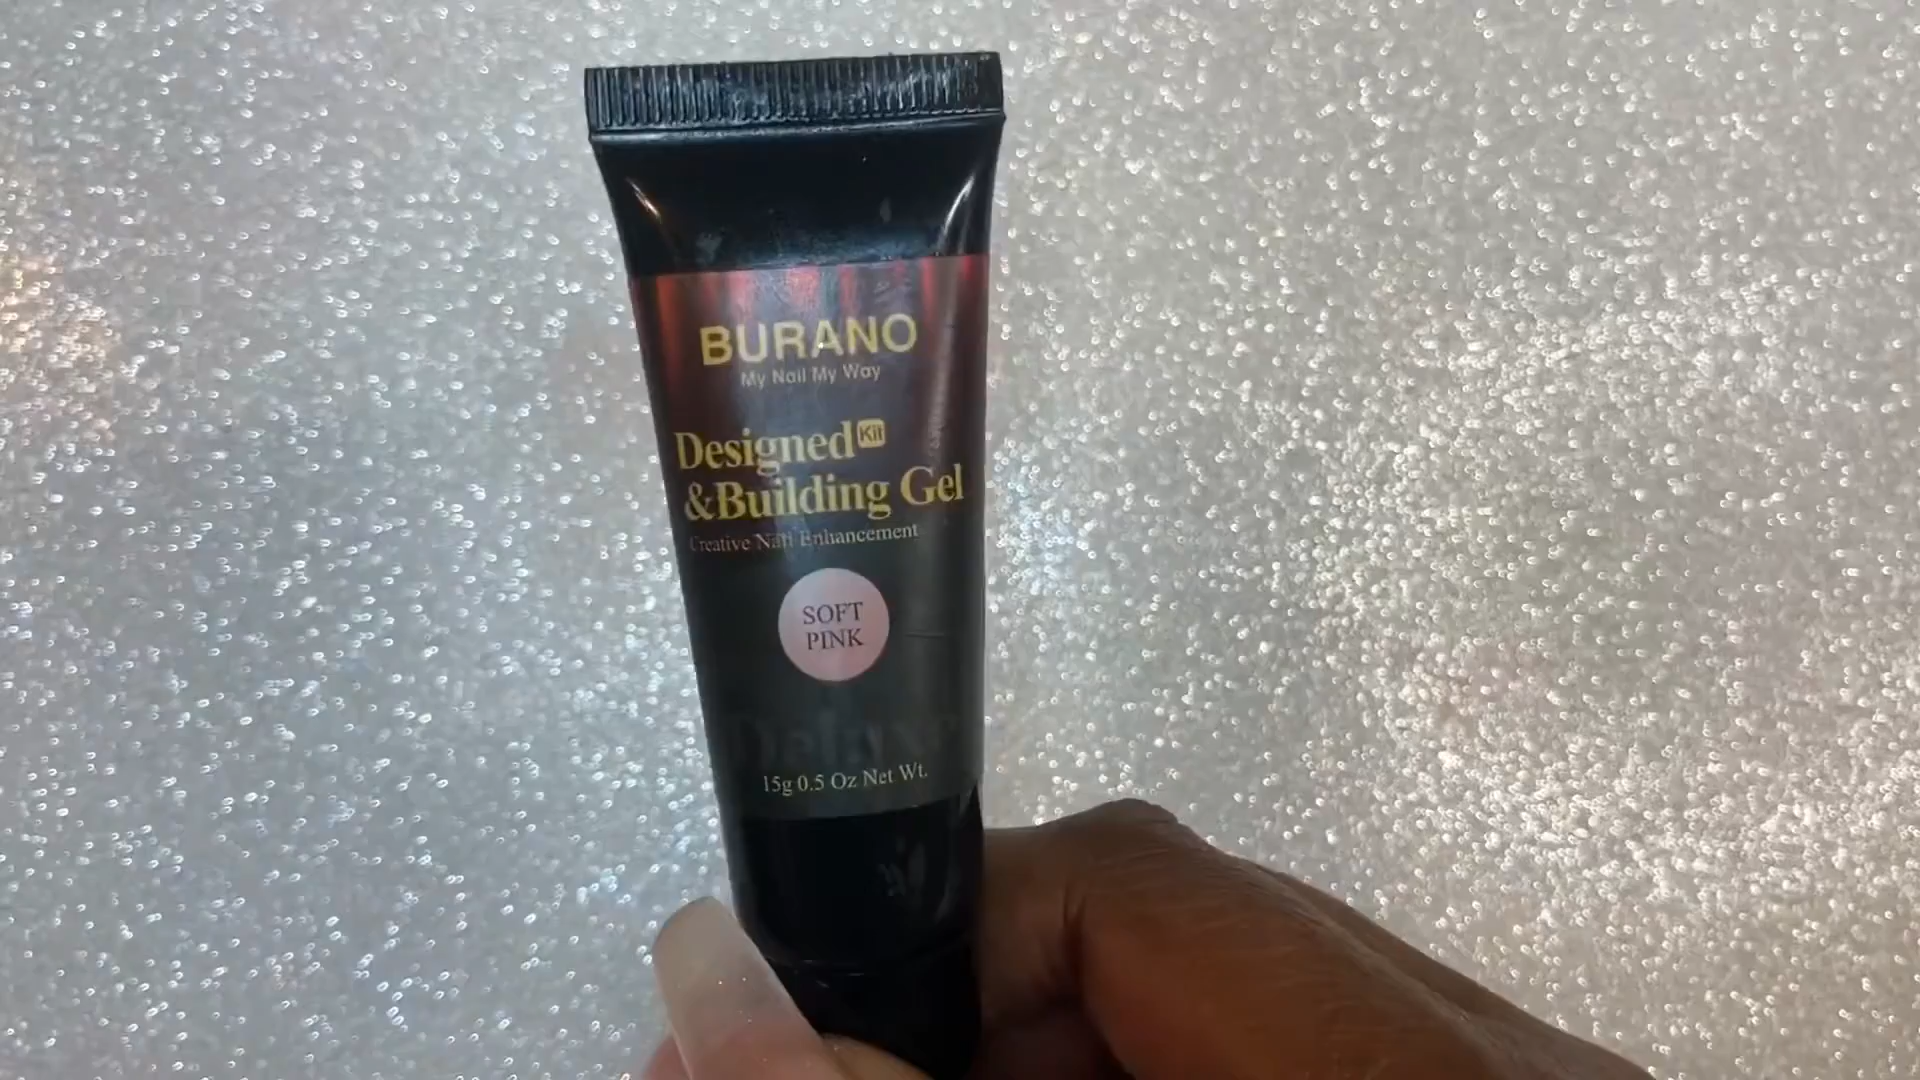 BURANO
My Nail My Way
Designed Kit
&Building Gel
Creative Nail Enhancement
SOFT
PINK
Deluxe
15g 0.5 Oz Net Wt.